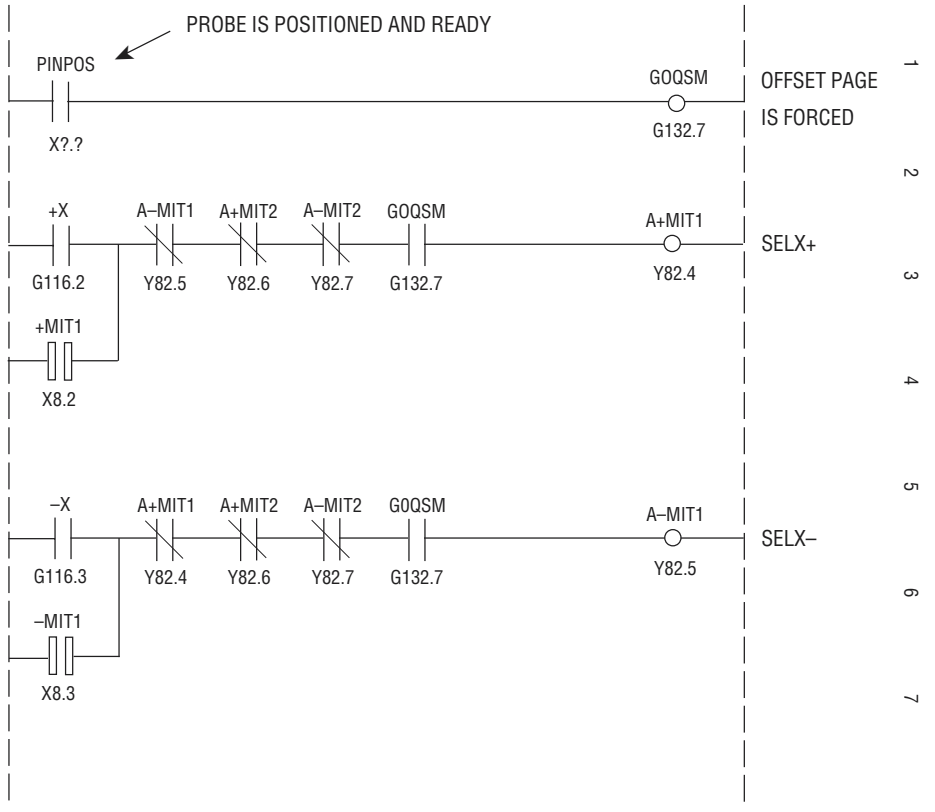 PROBE IS POSITIONED AND READY
PINPOS
X?.?
GOQSM
G132.7
OFFSET PAGE
IS FORCED
1
2
+X A–MIT1 A+MIT2 A–MIT2 GOQSM A+MIT1
SELX+
G116.2 Y82.5 Y82.6 Y82.7 G132.7 Y82.4
3
+MIT1
X8.2
4
5
–X A+MIT1 A+MIT2 A–MIT2 G0QSM A–MIT1
SELX–
G116.3 Y82.4 Y82.6 Y82.7 G132.7 Y82.5
6
–MIT1
X8.3
7